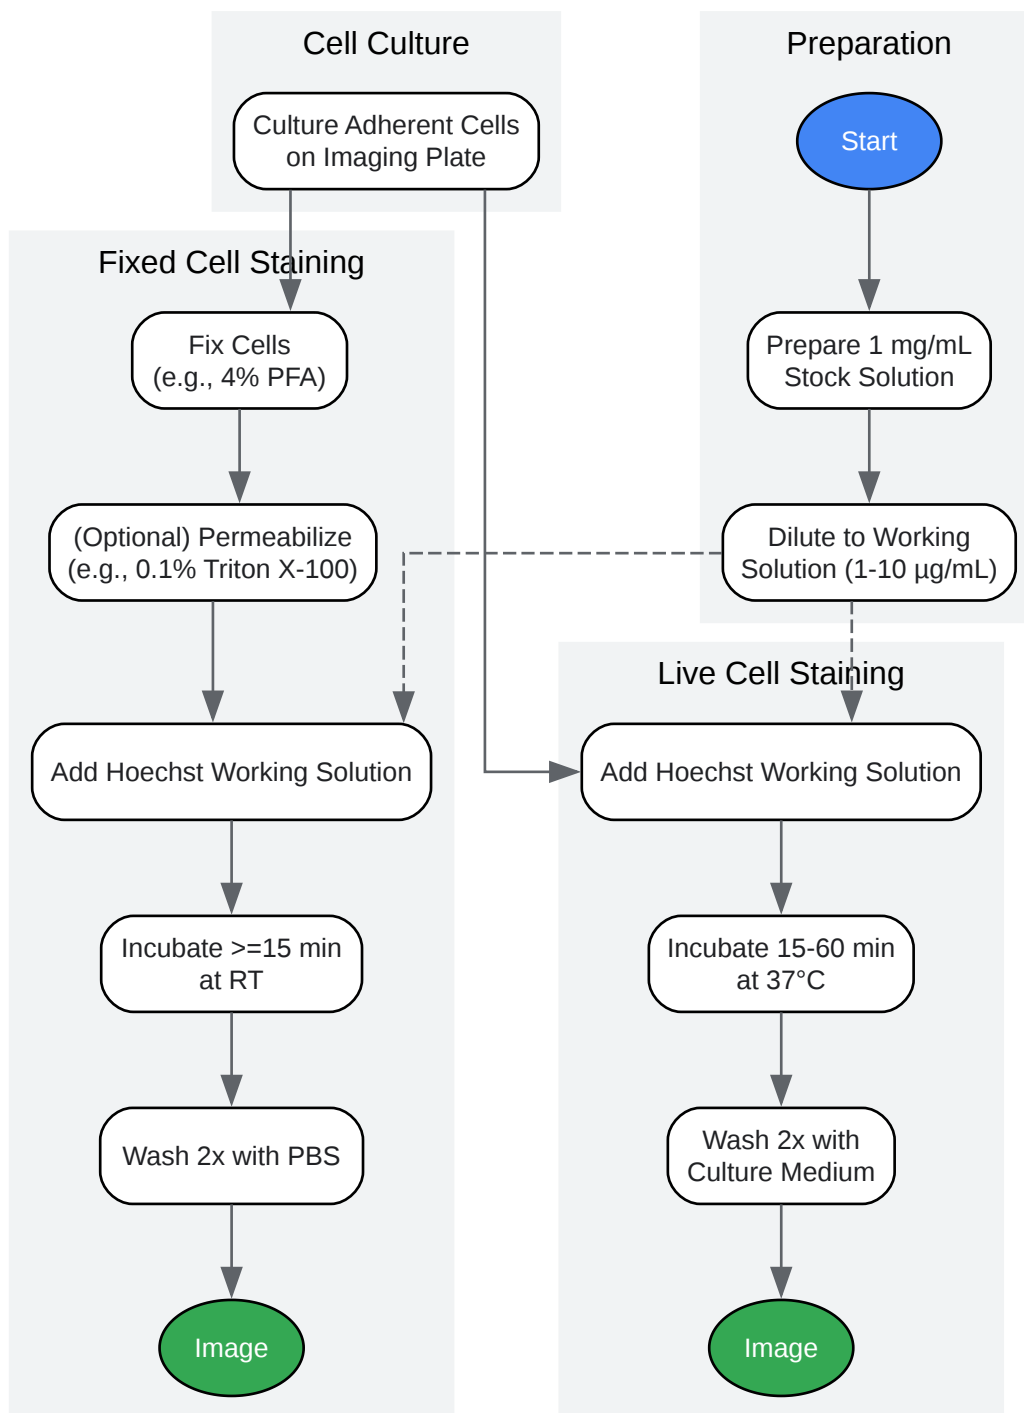 Cell Culture
Culture Adherent Cells
on Imaging Plate
Preparation
Start
Prepare 1 mg/mL
Stock Solution
Dilute to Working
Solution (1-10 µg/mL)
Fixed Cell Staining
Fix Cells
(e.g., 4% PFA)
(Optional) Permeabilize
(e.g., 0.1% Triton X-100)
Add Hoechst Working Solution
Incubate >=15 min
at RT
Wash 2x with PBS
Image
Live Cell Staining
Add Hoechst Working Solution
Incubate 15-60 min
at 37°C
Wash 2x with
Culture Medium
Image